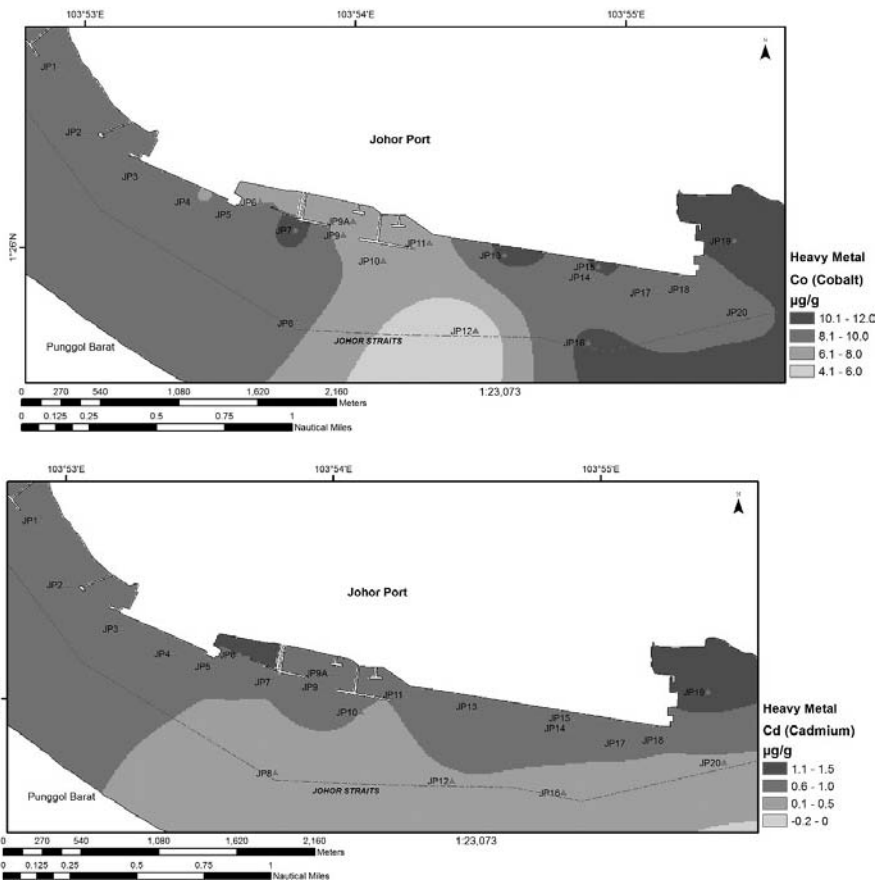 103°53'E 103°54'E 103°55'E
N
JP1
JP2
Johor Port
JP3
JP4
JP5
JP6
JP7
JP9A
JP9
JP10
JP11
JP13
JP15
JP14
JP17
JP18
JP19
1°26'N
JP8
JP12
JP16
JP20
Punggol Barat
JOHOR STRAITS
Heavy Metal
Co (Cobalt)
µg/g
10.1 - 12.0
8.1 - 10.0
6.1 - 8.0
4.1 - 6.0
0 270 540 1,080 1,620 2,160
Meters
1:23,073
0 0.125 0.25 0.5 0.75 1
Nautical Miles
103°53'E 103°54'E 103°55'E
N
JP1
JP2
Johor Port
JP3
JP4
JP5
JP6
JP7
JP9A
JP9
JP10
JP11
JP13
JP15
JP14
JP17
JP18
JP19
JP8
JP12
JP16
JP20
Punggol Barat
JOHOR STRAITS
Heavy Metal
Cd (Cadmium)
µg/g
1.1 - 1.5
0.6 - 1.0
0.1 - 0.5
-0.2 - 0
0 270 540 1,080 1,620 2,160
Meters
1:23,073
0 0.125 0.25 0.5 0.75 1
Nautical Miles